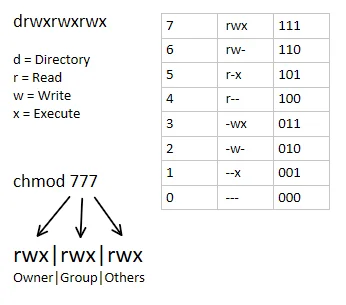 drwxrwxrwx
d = Directory
r = Read
w = Write
x = Execute
7 rwx 111
6 rw- 110
5 r-x 101
4 r-- 100
3 -wx 011
2 -w- 010
1 --x 001
0 --- 000
chmod 777
rwx|rwx|rwx
Owner|Group|Others